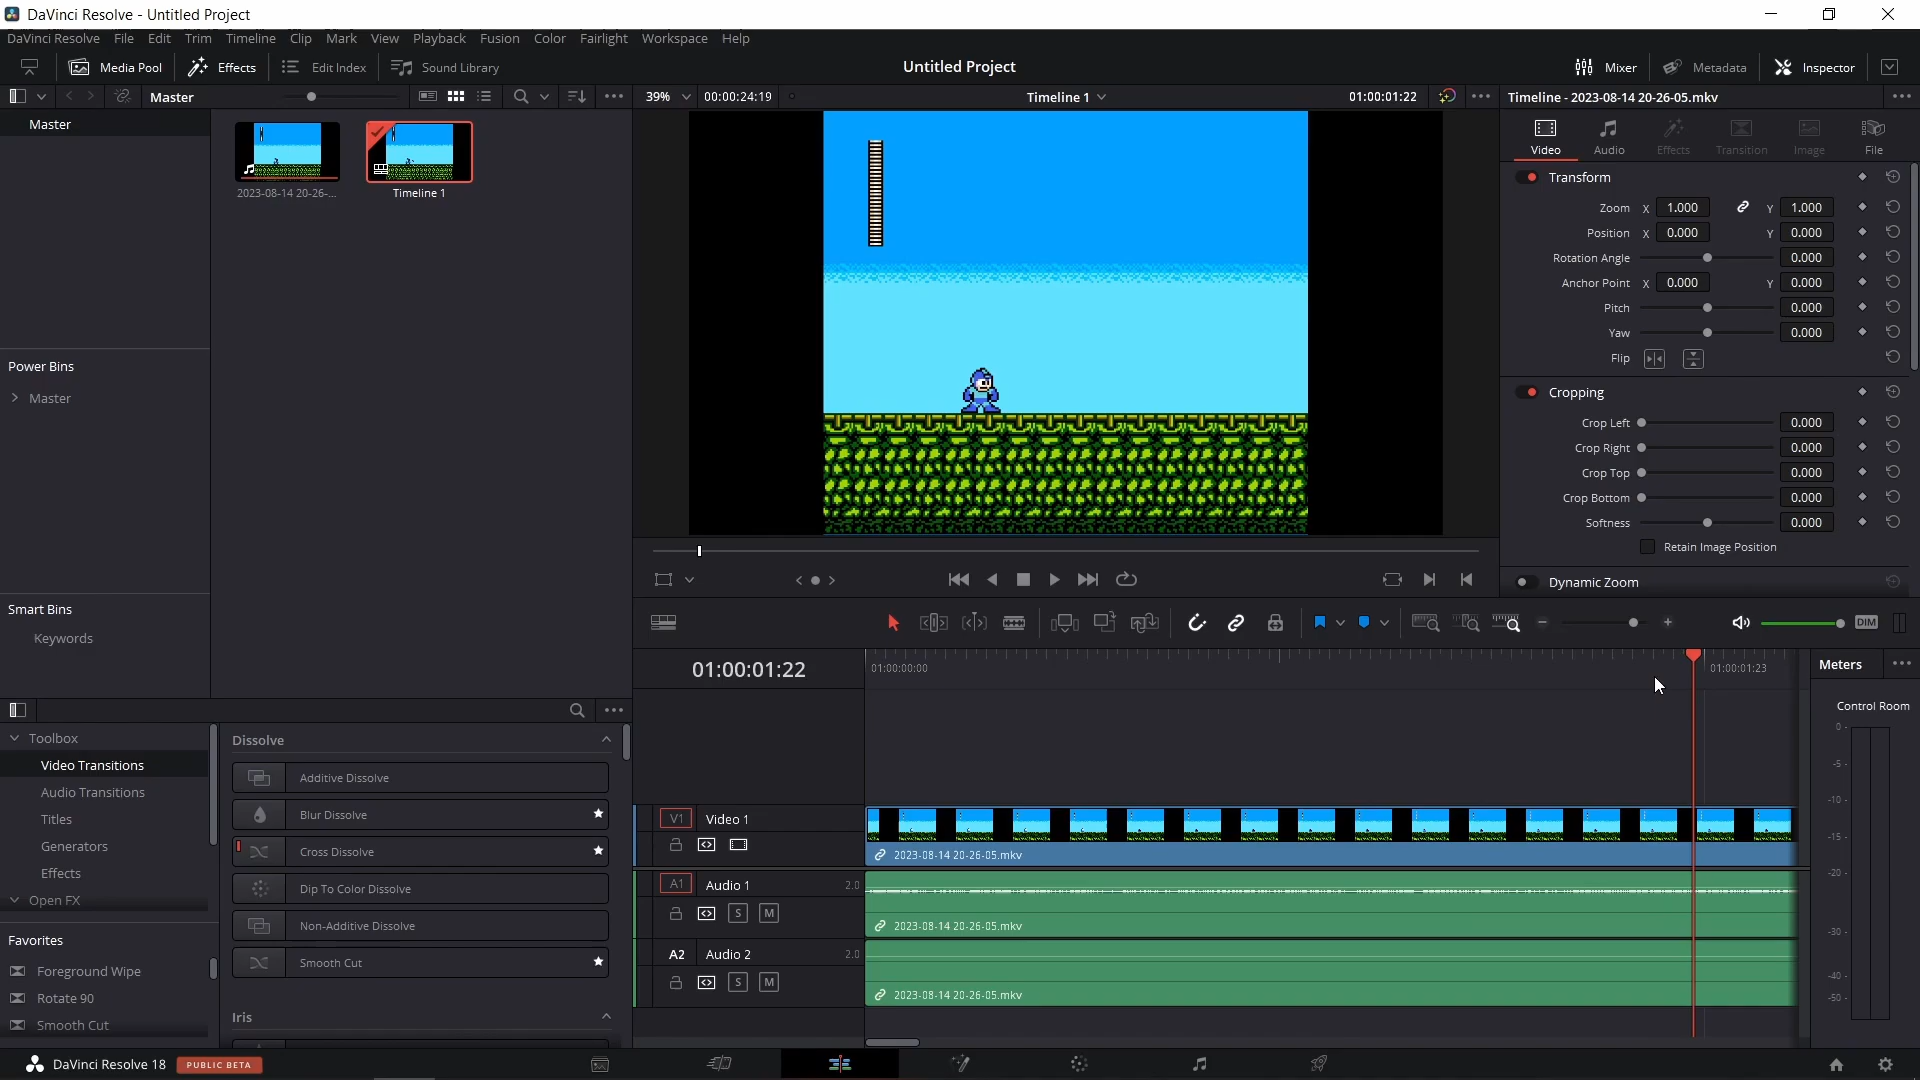 DaVinci Resolve - Untitled Project
DaVinci Resolve File Edit Trim Timeline Clip Mark View Playback Fusion Color Fairlight Workspace Help
Media Pool Effects Edit Index Sound Library Untitled Project Mixer Metadata Inspector
Master 39% 00:00:24:19 Timeline 1 01:00:01:22 Timeline - 2023-08-14 20-26-05.mkv
Master
2023-08-14 20-26-...
Timeline 1
Power Bins
Master
Smart Bins
Keywords
Video Audio Effects Transition Image File
Transform
Zoom X 1.000 Y 1.000
Position X 0.000 Y 0.000
Rotation Angle 0.000
Anchor Point X 0.000 Y 0.000
Pitch 0.000
Yaw 0.000
Flip
Cropping
Crop Left 0.000
Crop Right 0.000
Crop Top 0.000
Crop Bottom 0.000
Softness 0.000
Retain Image Position
Dynamic Zoom
DIM
Toolbox
Video Transitions
Audio Transitions
Titles
Generators
Effects
Open FX
Favorites
Foreground Wipe
Rotate 90
Smooth Cut
Dissolve
Additive Dissolve
Blur Dissolve
Cross Dissolve
Dip To Color Dissolve
Non-Additive Dissolve
Smooth Cut
Iris
01:00:01:22 01:00:00:00 01:00:01:23
V1 Video 1
2023-08-14 20-26-05.mkv
A1 Audio 1 2.0
S M 2023-08-14 20-26-05.mkv
A2 Audio 2 2.0
S M 2023-08-14 20-26-05.mkv
Meters
Control Room
0
-5
-10
-15
-20
-30
-40
-50
DaVinci Resolve 18 PUBLIC BETA